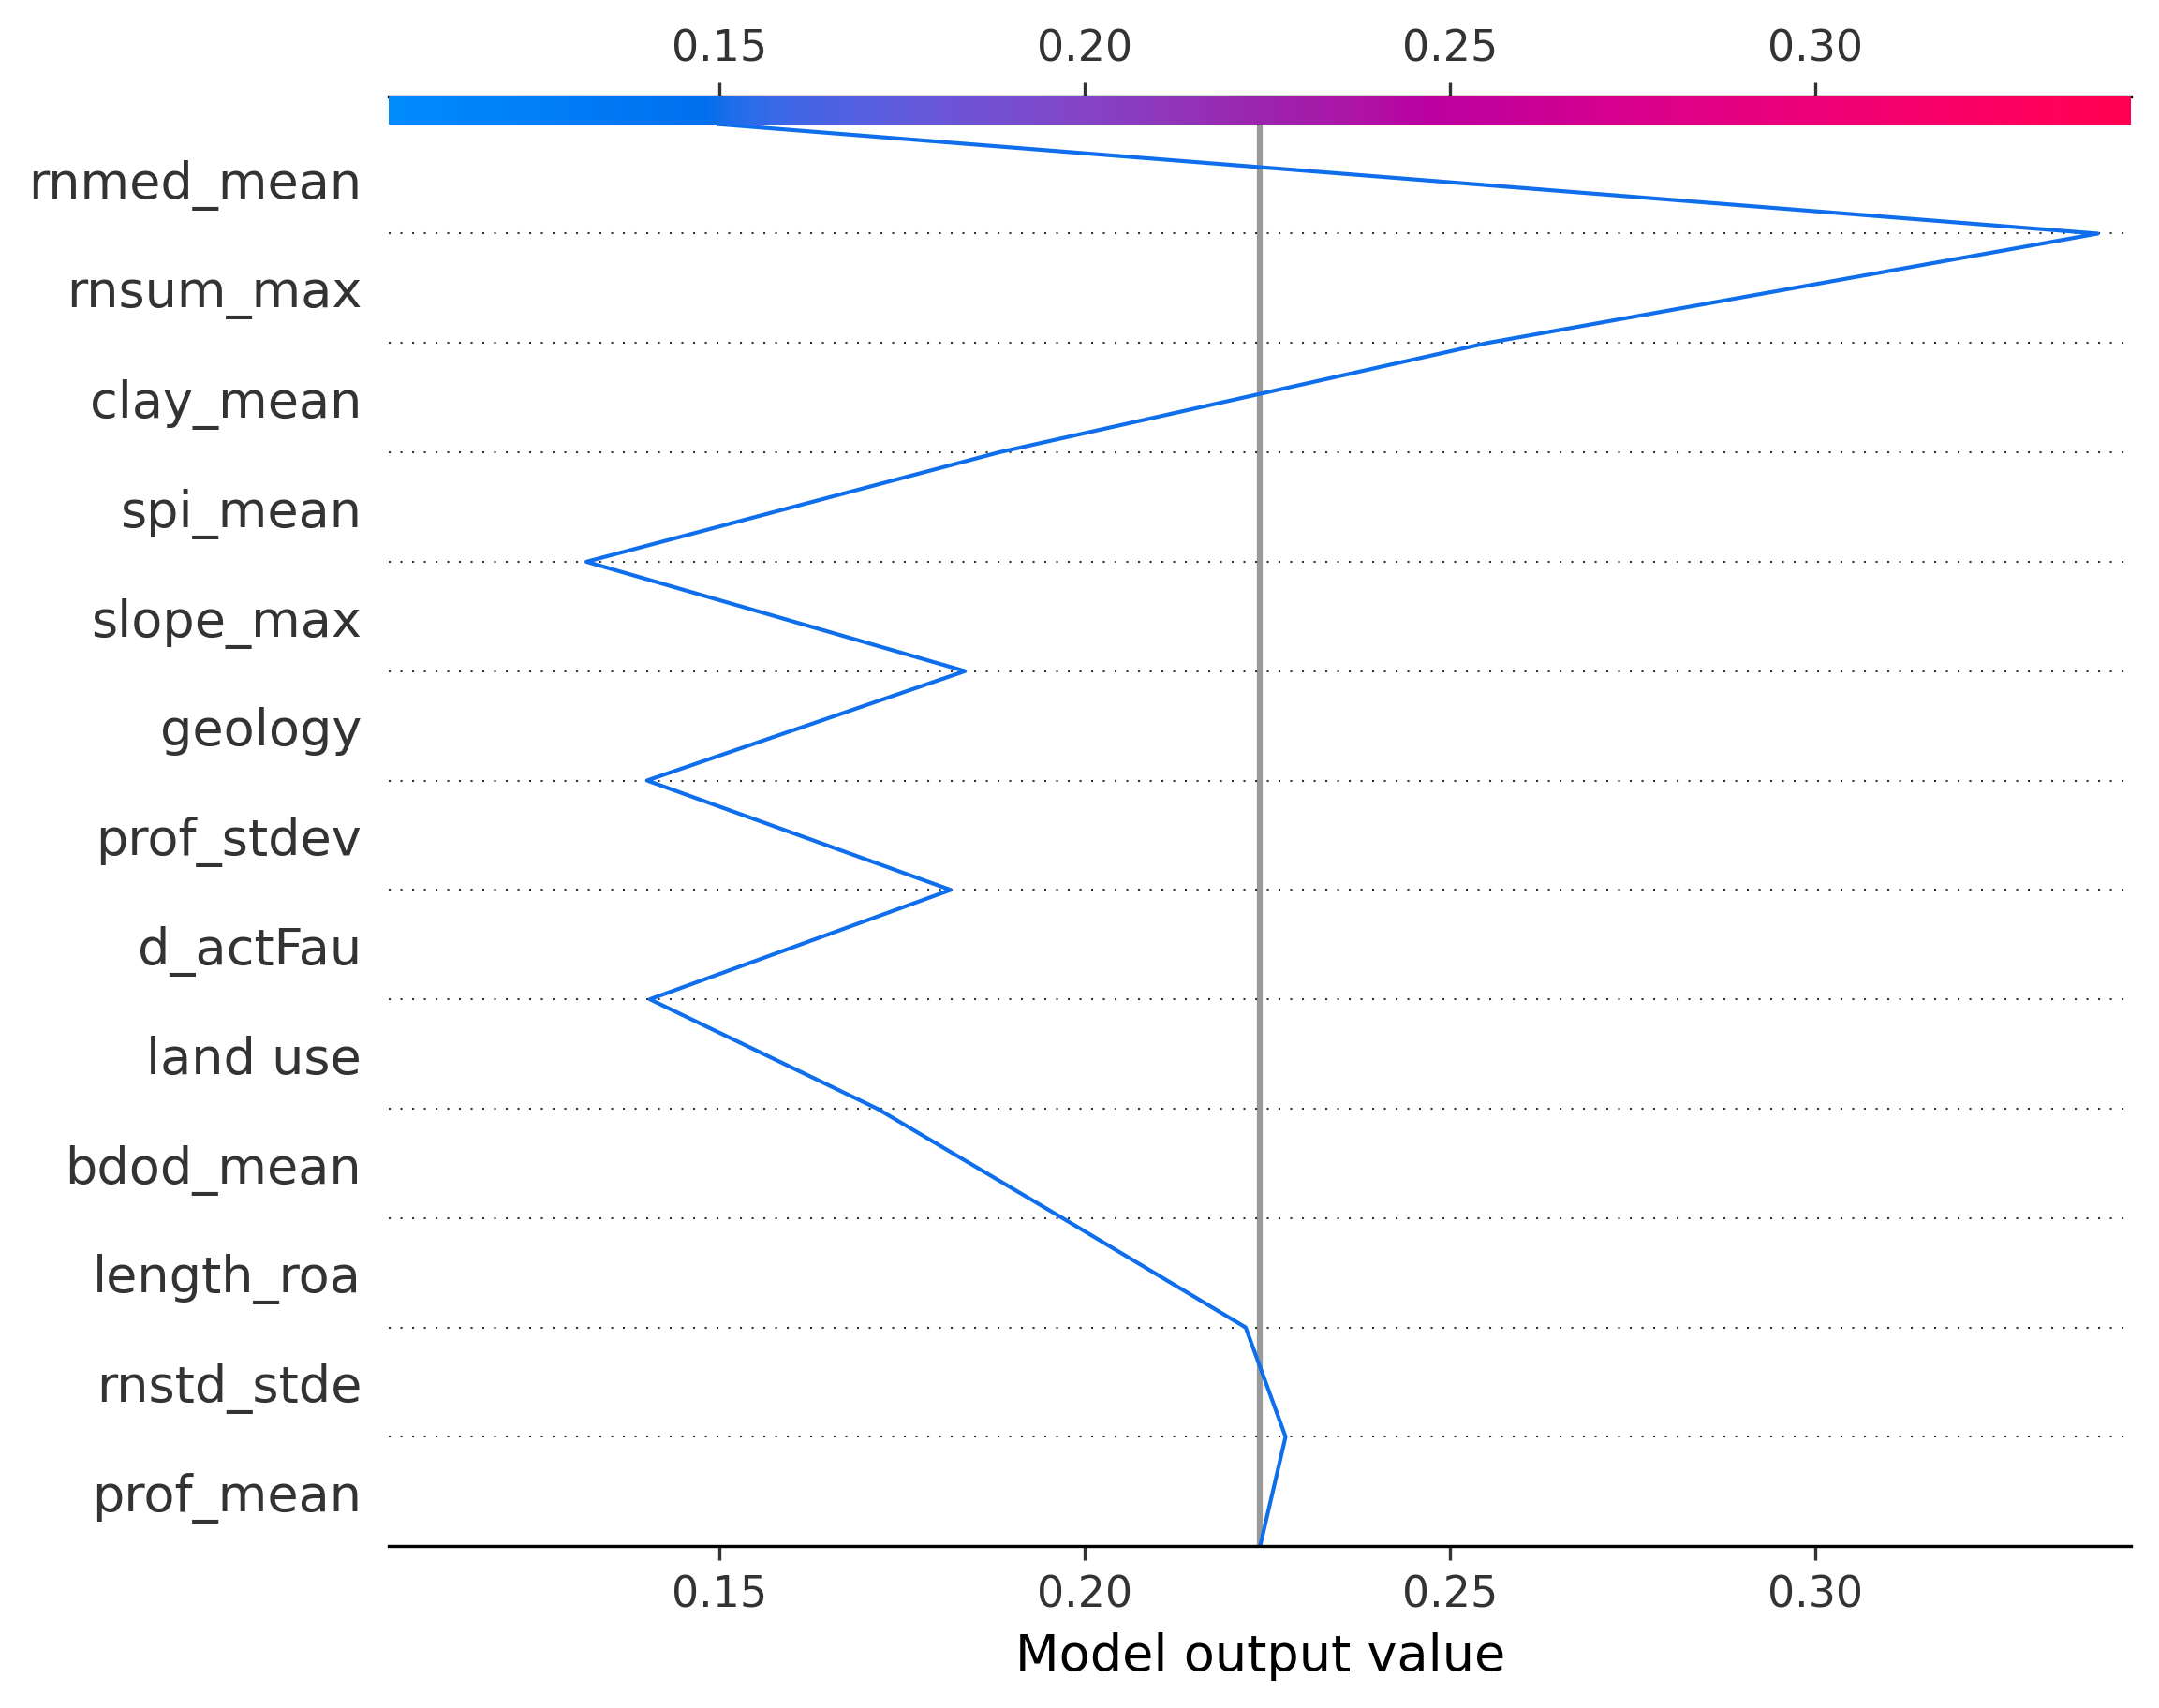 0.15 0.20 0.25 0.30
rnmed_mean
rnsum_max
clay_mean
spi_mean
slope_max
geology
prof_stdev
d_actFau
land use
bdod_mean
length_roa
rnstd_stde
prof_mean
0.15 0.20 0.25 0.30
Model output value